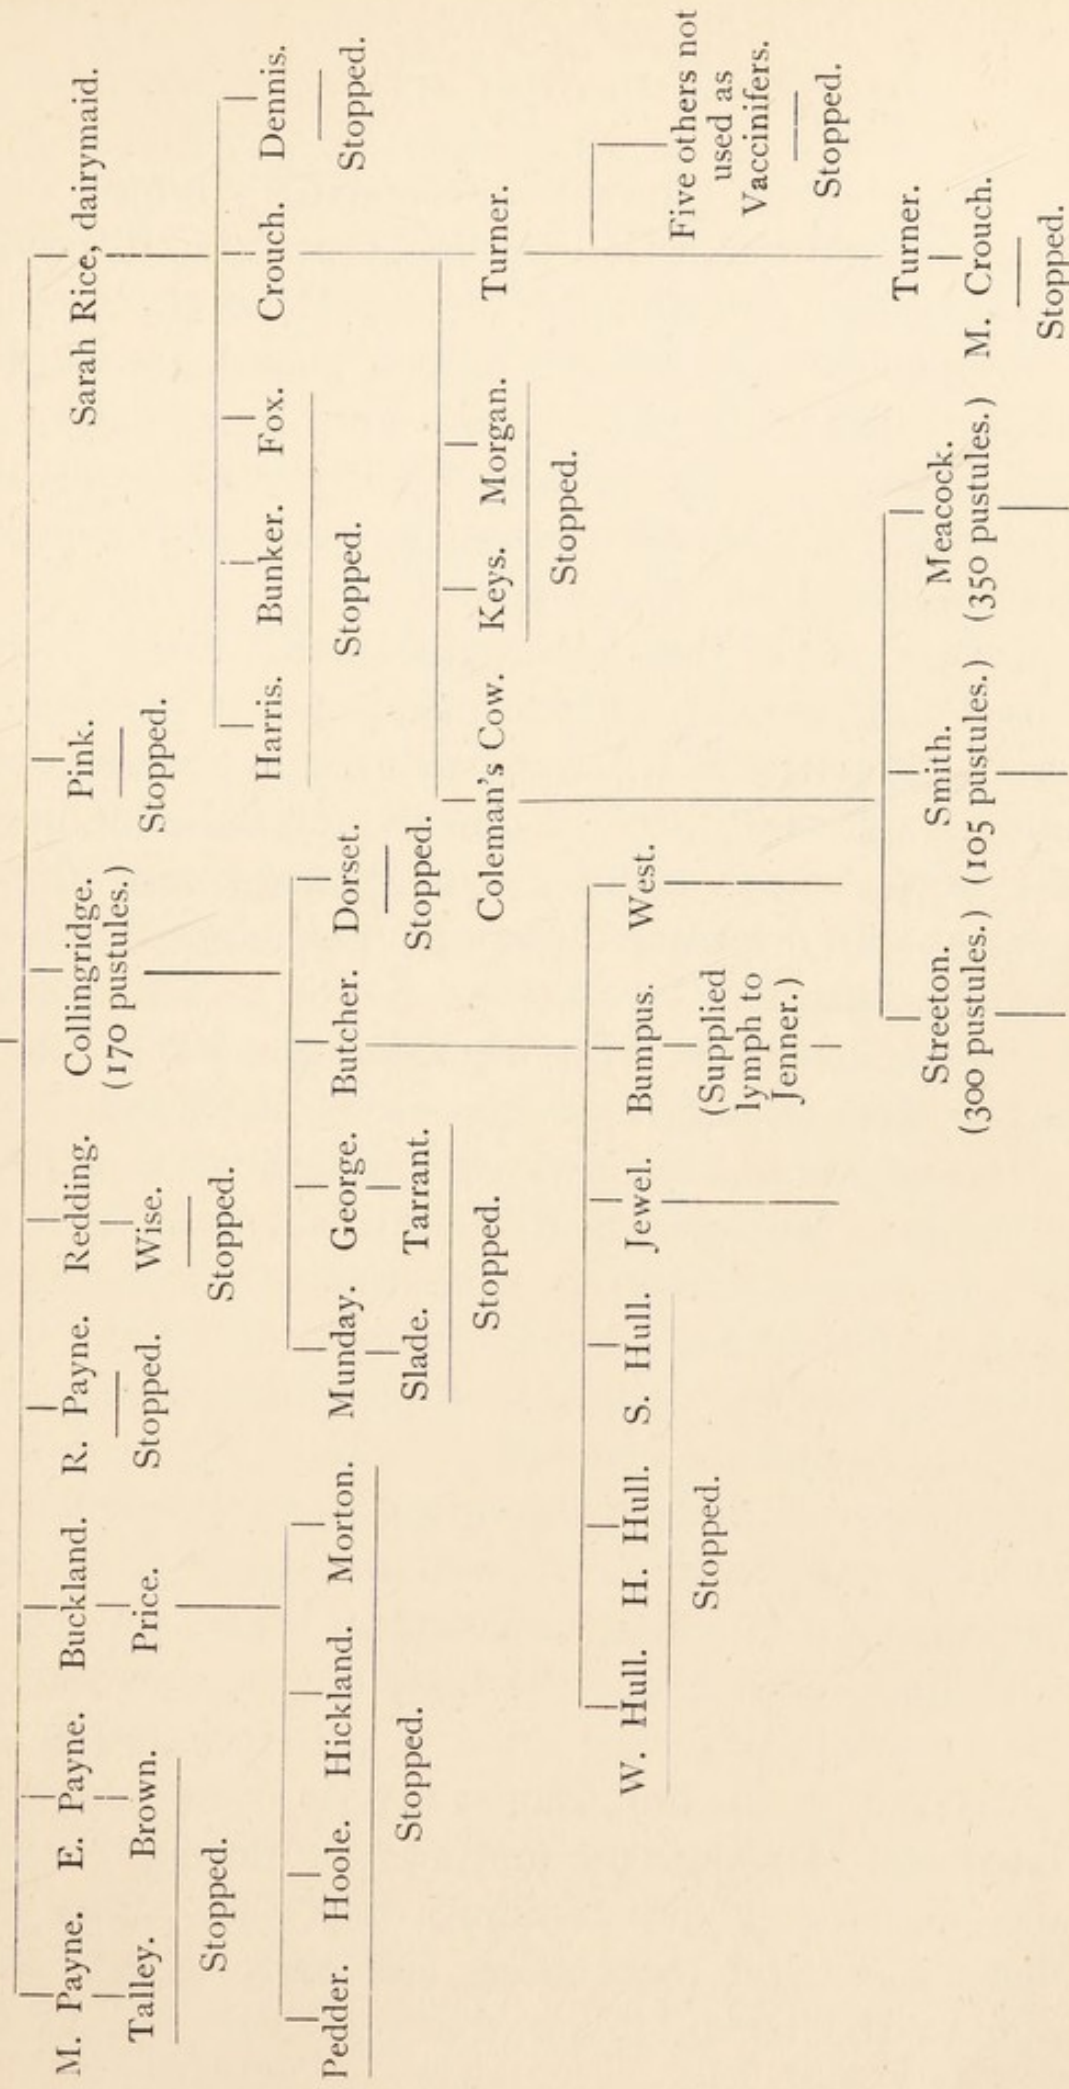 M. Payne. E. Payne. Buckland. R. Payne. Redding. Collingridge. Pink. Sarah Rice, dairymaid.
Talley. Brown. Price. Stopped. Wise. (170 pustules.) Stopped.
Stopped. Stopped.
Harris. Bunker. Fox. Crouch. Dennis.
Stopped. Stopped.
Pedder. Hoole. Hickland. Morton. Munday. George. Butcher. Dorset.
Slade. Tarrant. Stopped.
Stopped. Stopped.
Coleman's Cow. Keys. Morgan. Turner.
Stopped.
W. Hull. H. Hull. S. Hull. Jewel. Bumpus. West.
Stopped.
(Supplied
lymph to
Jenner.)
Five others not
used as
Vaccinifers.
Stopped.
Turner.
Streeton. Smith. Meacock.
(300 pustules.) (105 pustules.) (350 pustules.) M. Crouch.
Stopped.